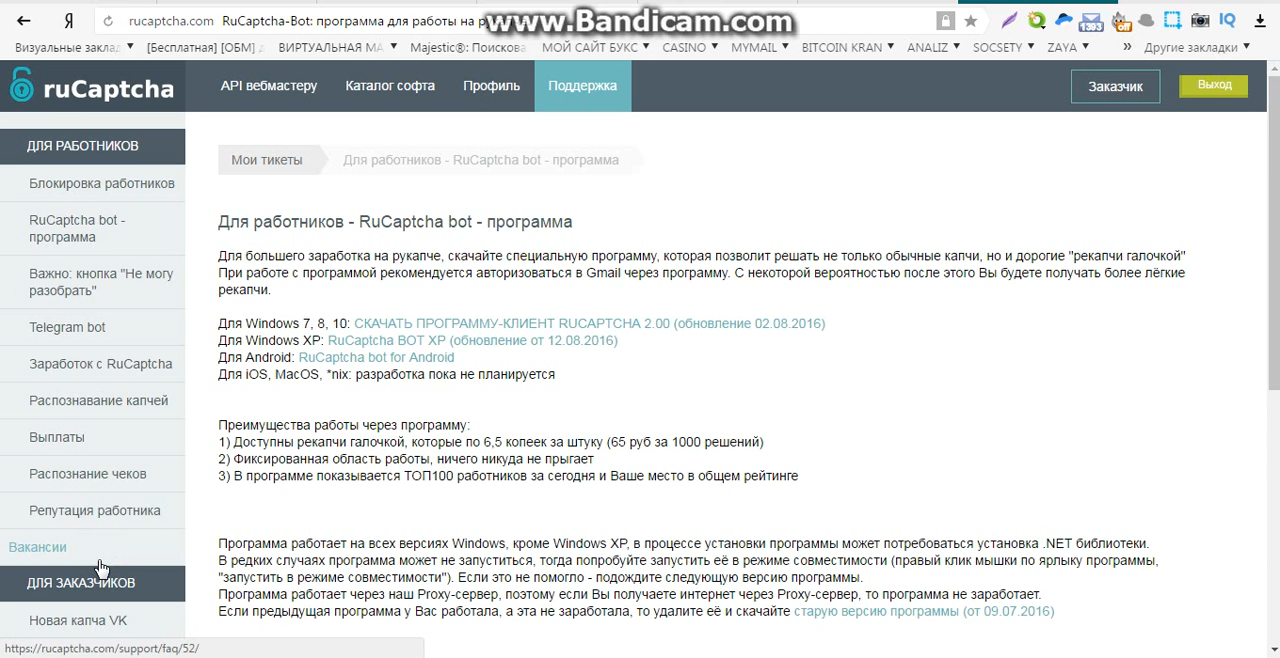 Я rucaptcha.com RuCaptcha-Bot: программа для работы на
www.Bandicam.com
Визуальные заклад [Бесплатная] [ОБМ] ВИРТУАЛЬНАЯ МА Majestic®: Поискова МОЙ САЙТ БУКС CASINO MYMAIL BITCOIN KRAN ANALIZ SOCSETY ZAYA » Другие закладки
ruCaptcha API вебмастеру Каталог софта Профиль Поддержка Заказчик Выход
ДЛЯ РАБОТНИКОВ
Блокировка работников
RuCaptcha bot -
программа
Важно: кнопка "Не могу
разобрать"
Telegram bot
Заработок с RuCaptcha
Распознавание капчей
Выплаты
Распознание чеков
Репутация работника
Вакансии
ДЛЯ ЗАКАЗЧИКОВ
Новая капча VK
https://rucaptcha.com/support/faq/52/
Мои тикеты Для работников - RuCaptcha bot - программа
Для работников - RuCaptcha bot - программа
Для большего заработка на рукапче, скачайте специальную программу, которая позволит решать не только обычные капчи, но и дорогие "рекапчи галочкой"
При работе с программой рекомендуется авторизоваться в Gmail через программу. С некоторой вероятностью после этого Вы будете получать более лёгкие
рекапчи.
Для Windows 7, 8, 10: СКАЧАТЬ ПРОГРАММУ-КЛИЕНТ RUCAPTCHA 2.00 (обновление 02.08.2016)
Для Windows XP: RuCaptcha BOT XP (обновление от 12.08.2016)
Для Android: RuCaptcha bot for Android
Для iOS, MacOS, *nix: разработка пока не планируется
Преимущества работы через программу:
1) Доступны рекапчи галочкой, которые по 6,5 копеек за штуку (65 руб за 1000 решений)
2) Фиксированная область работы, ничего никуда не прыгает
3) В программе показывается ТОП100 работников за сегодня и Ваше место в общем рейтинге
Программа работает на всех версиях Windows, кроме Windows XP, в процессе установки программы может потребоваться установка .NET библиотеки.
В редких случаях программа может не запуститься, тогда попробуйте запустить её в режиме совместимости (правый клик мышки по ярлыку программы,
"запустить в режиме совместимости"). Если это не помогло - подождите следующую версию программы.
Программа работает через наш Proxy-сервер, поэтому если Вы получаете интернет через Proxy-сервер, то программа не заработает.
Если предыдущая программа у Вас работала, а эта не заработала, то удалите её и скачайте старую версию программы (от 09.07.2016)